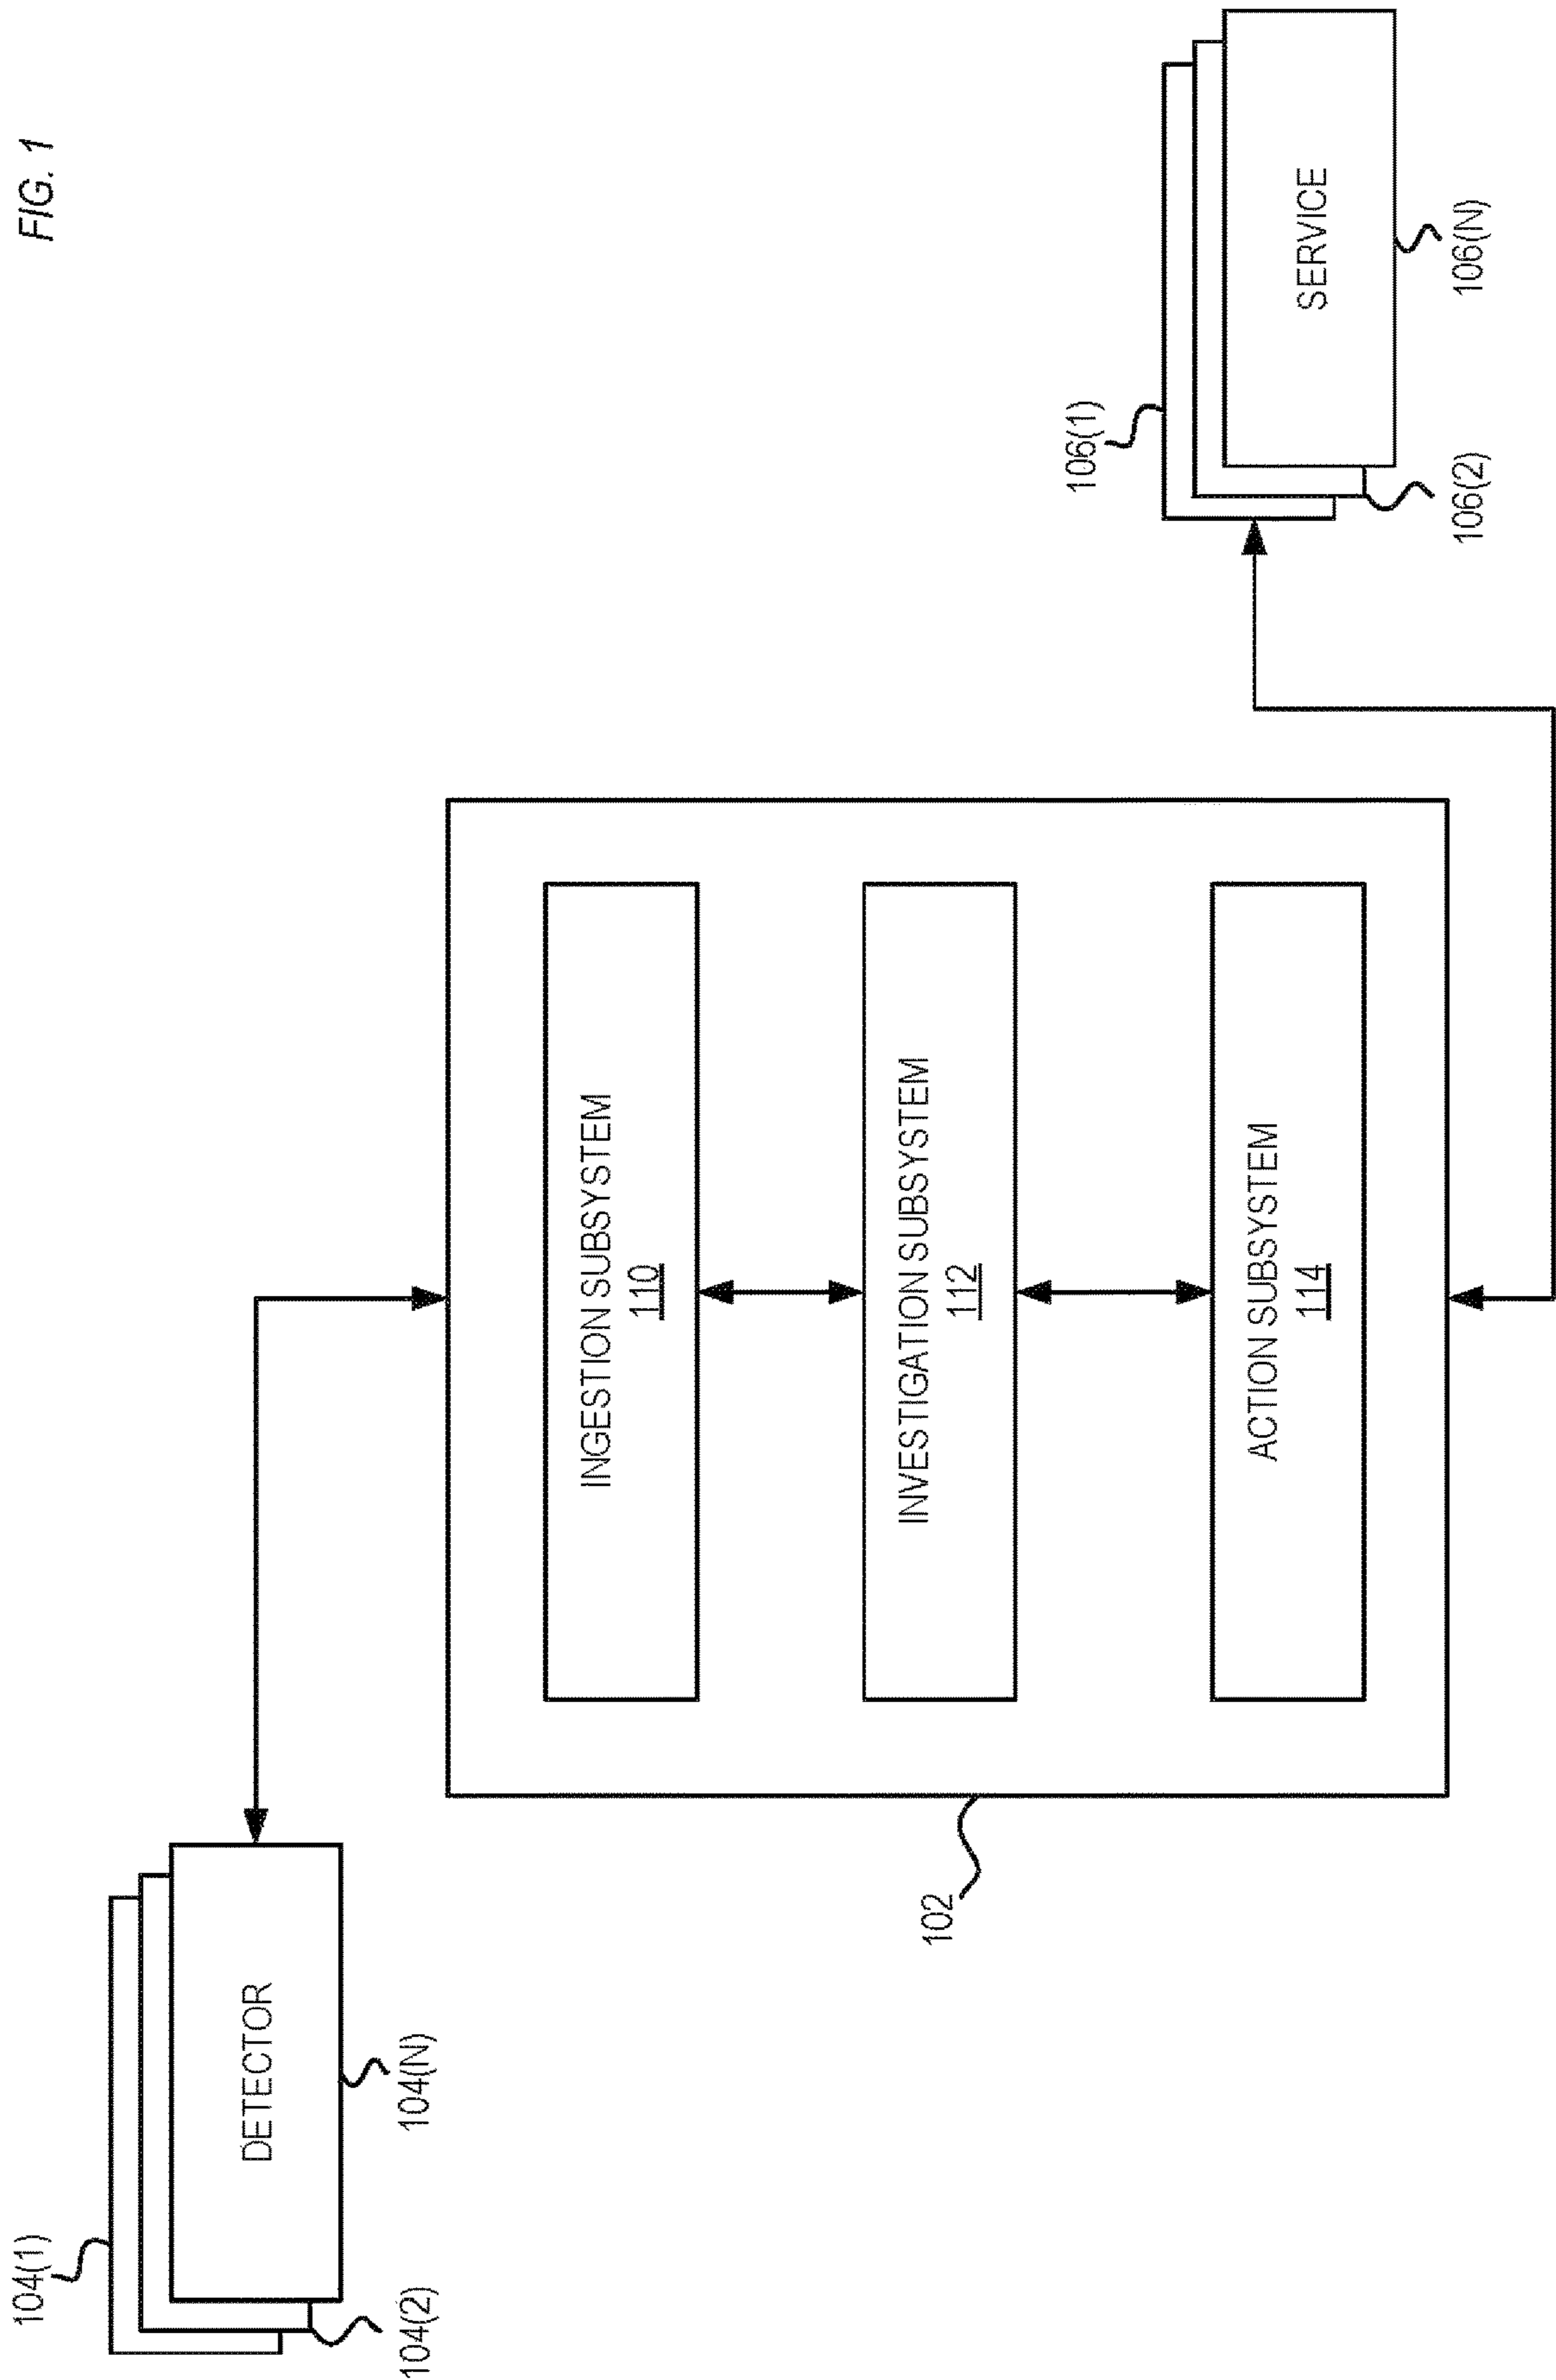 FIG. 1
104(1)
DETECTOR
104(2)
104(N)
INGESTION SUBSYSTEM
110
INVESTIGATION SUBSYSTEM
112
102
ACTION SUBSYSTEM
114
106(1)
SERVICE
106(2)
106(N)